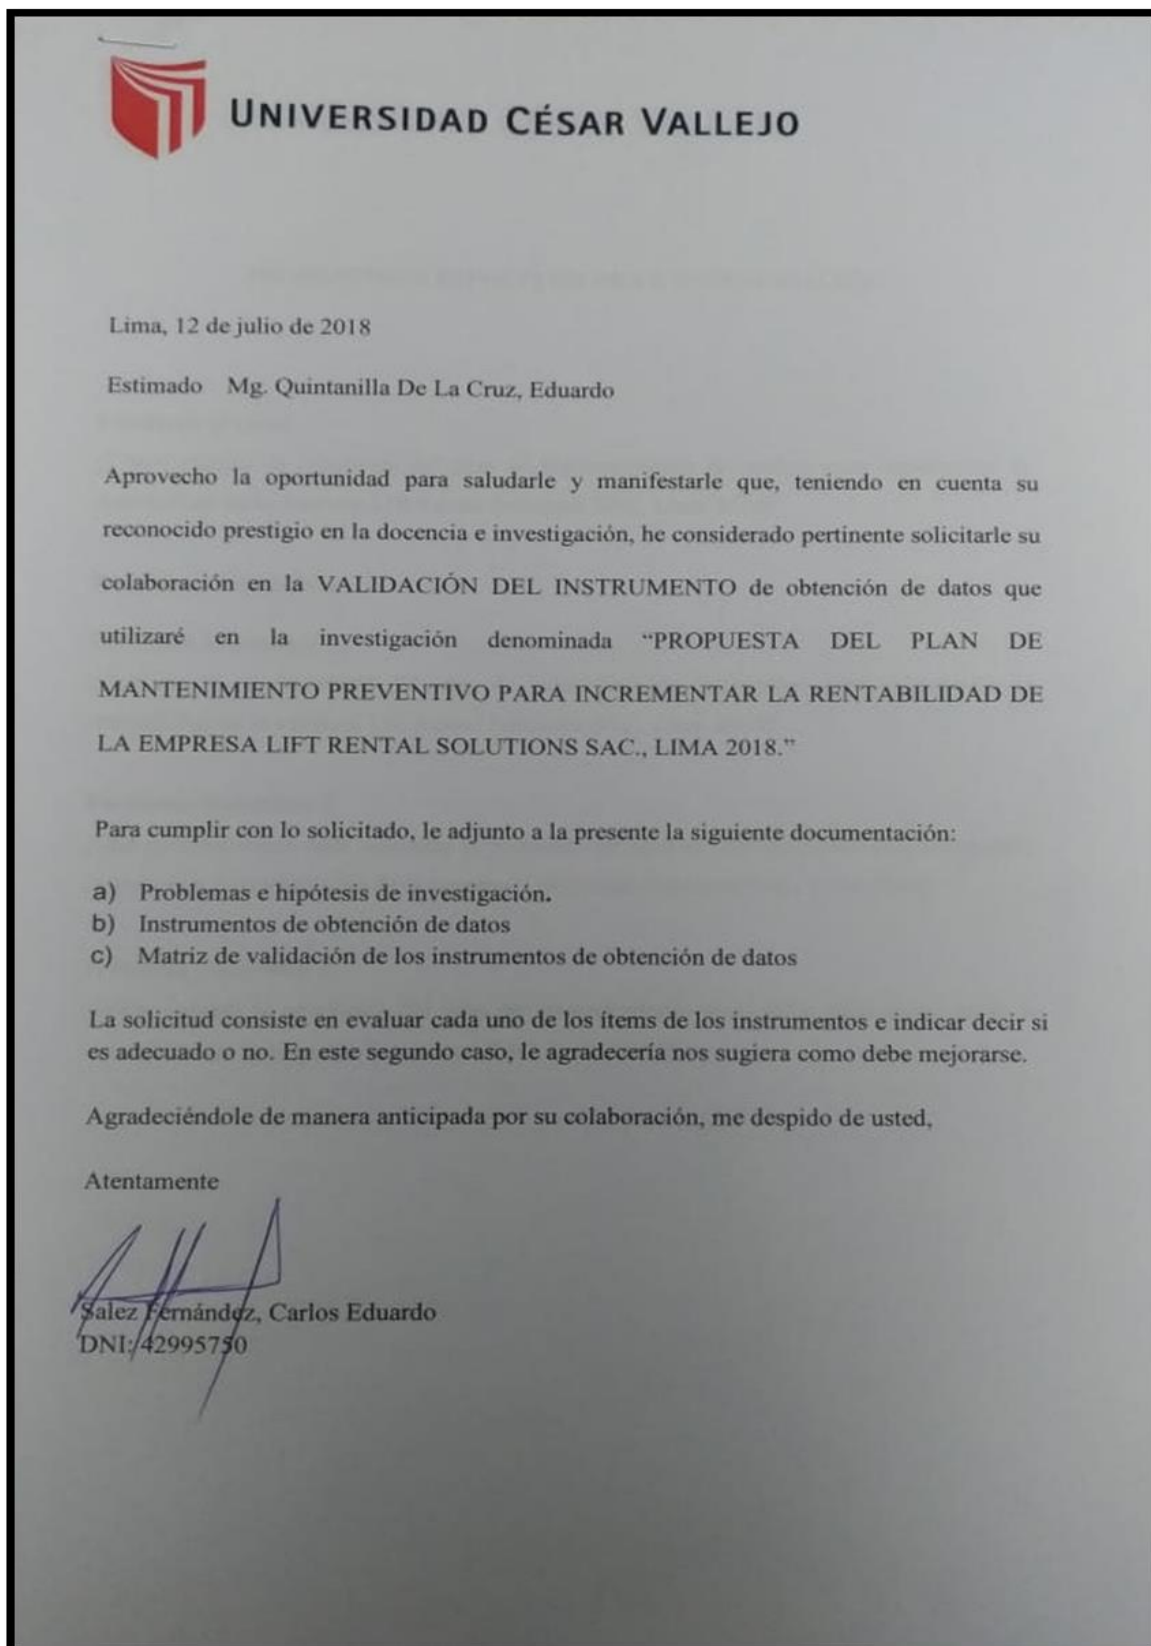 UNIVERSIDAD CÉSAR VALLEJO
Lima, 12 de julio de 2018
Estimado Mg. Quintanilla De La Cruz, Eduardo
Aprovecho la oportunidad para saludarle y manifestarle que, teniendo en cuenta su
reconocido prestigio en la docencia e investigación, he considerado pertinente solicitarle su
colaboración en la VALIDACIÓN DEL INSTRUMENTO de obtención de datos que
utilizaré en la investigación denominada “PROPUESTA DEL PLAN DE
MANTENIMIENTO PREVENTIVO PARA INCREMENTAR LA RENTABILIDAD DE
LA EMPRESA LIFT RENTAL SOLUTIONS SAC., LIMA 2018.”
Para cumplir con lo solicitado, le adjunto a la presente la siguiente documentación:
a) Problemas e hipótesis de investigación.
b) Instrumentos de obtención de datos
c) Matriz de validación de los instrumentos de obtención de datos
La solicitud consiste en evaluar cada uno de los ítems de los instrumentos e indicar decir si
es adecuado o no. En este segundo caso, le agradecería nos sugiera como debe mejorarse.
Agradeciéndole de manera anticipada por su colaboración, me despido de usted,
Atentamente
Salez Fernández, Carlos Eduardo
DNI: 42995750